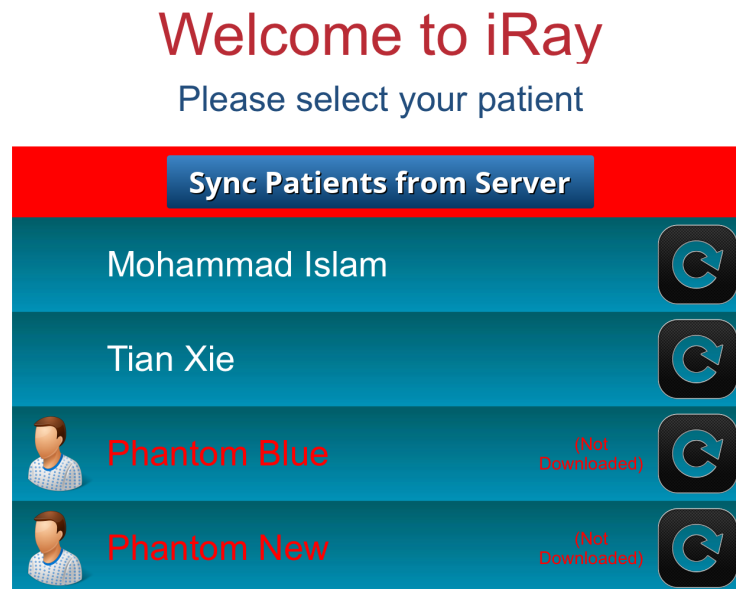 Welcome to iRay
Please select your patient
Sync Patients from Server
Mohammad Islam
Tian Xie
Phantom Blue
(Not
Downloaded)
Phantom New
(Not
Downloaded)